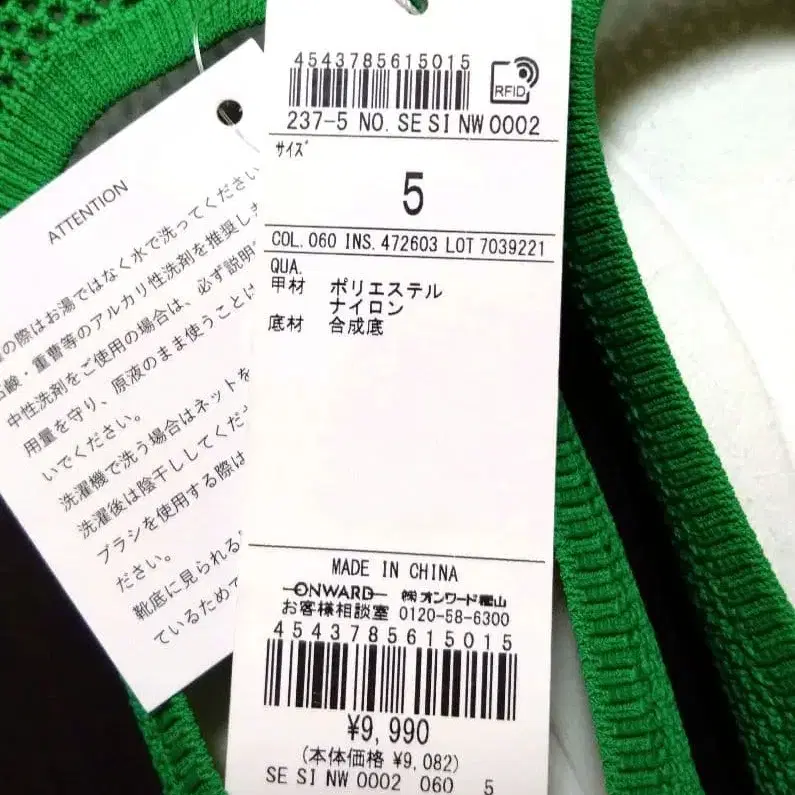 4543785615015
RFID
237-5 NO. SE SI NW 0002
サイズ
5
COL. 060 INS. 472603 LOT 7039221
QUA.
甲材 ポリエステル
ナイロン
底材 合成底
MADE IN CHINA
ONWARD ㈱オンワード樫山
お客様相談室 0120-58-6300
4543785615015
¥9,990
(本体価格 ¥9,082)
SE SI NW 0002 060 5
ATTENTION
の際はお湯ではなく水で洗ってください
・重曹等のアルカリ性洗剤を推奨し
中性洗剤をご使用の場合は、必ず説明
用量を守り、原液のまま使うことは
いでください。
洗濯機で洗う場合はネットを
洗濯後は陰干ししてくだ
ブラシを使用する際は
ださい。
靴底に見られる
ているためで